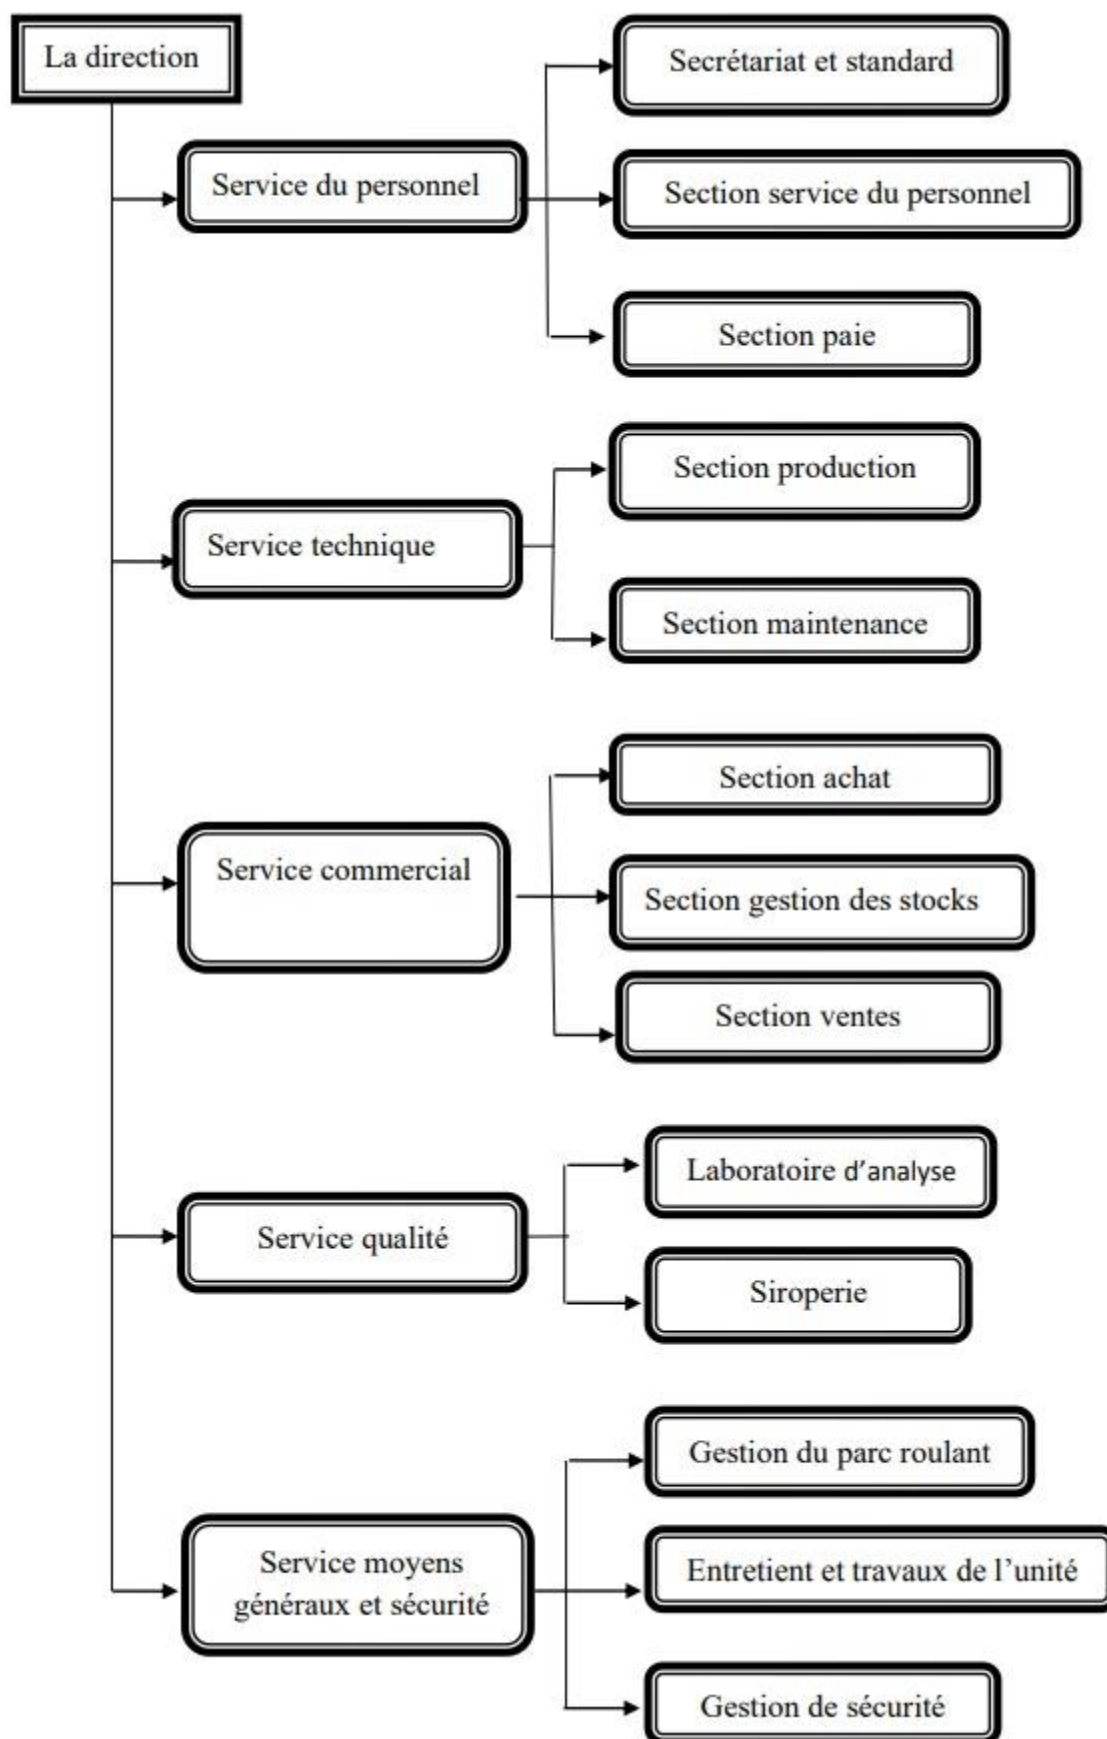 La direction
Secrétariat et standard
Service du personnel
Section service du personnel
Section paie
Section production
Service technique
Section maintenance
Section achat
Service commercial
Section gestion des stocks
Section ventes
Laboratoire d’analyse
Service qualité
Siroperie
Gestion du parc roulant
Service moyens
généraux et sécurité
Entretient et travaux de l’unité
Gestion de sécurité